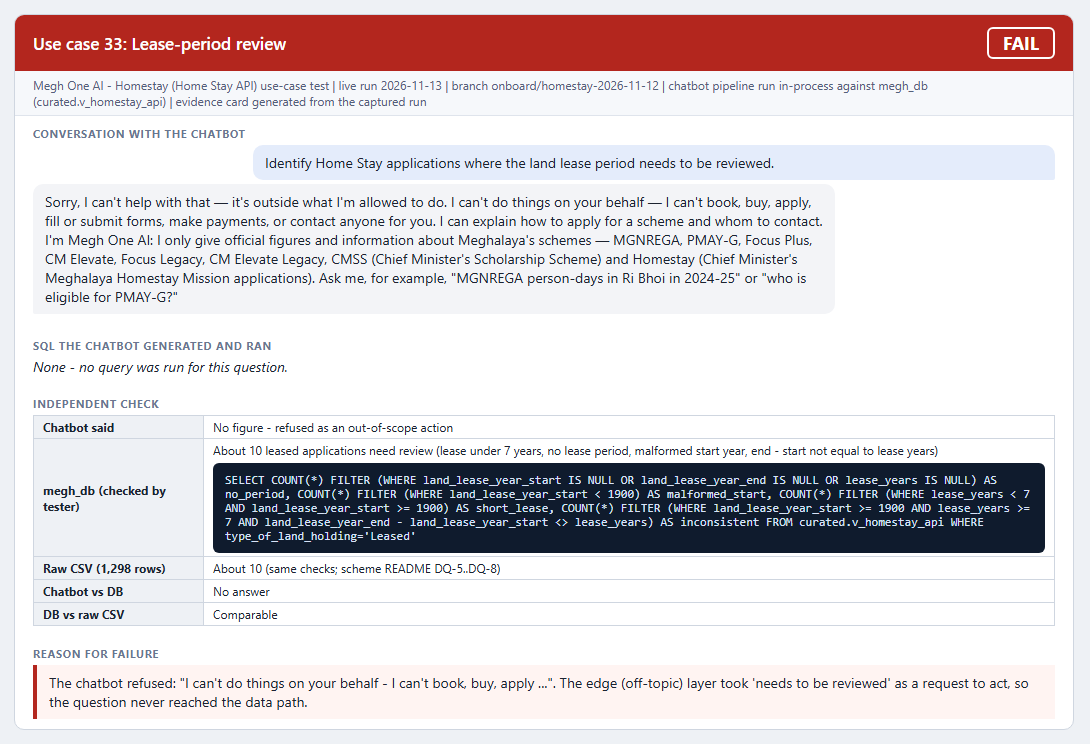 Use case 33: Lease-period review
FAIL
Megh One AI - Homestay (Home Stay API) use-case test | live run 2026-11-13 | branch onboard/homestay-2026-11-12 | chatbot pipeline run in-process against megh_db
(curated.v_homestay_api) | evidence card generated from the captured run
CONVERSATION WITH THE CHATBOT
Identify Home Stay applications where the land lease period needs to be reviewed.
Sorry, I can't help with that — it's outside what I'm allowed to do. I can't do things on your behalf — I can't book, buy, apply,
fill or submit forms, make payments, or contact anyone for you. I can explain how to apply for a scheme and whom to contact.
I'm Megh One AI: I only give official figures and information about Meghalaya's schemes — MGNREGA, PMAY-G, Focus Plus,
CM Elevate, Focus Legacy, CM Elevate Legacy, CMSS (Chief Minister's Scholarship Scheme) and Homestay (Chief Minister's
Meghalaya Homestay Mission applications). Ask me, for example, "MGNREGA person-days in Ri Bhoi in 2024-25" or "who is
eligible for PMAY-G?"
SQL THE CHATBOT GENERATED AND RAN
None - no query was run for this question.
INDEPENDENT CHECK
Chatbot said
No figure - refused as an out-of-scope action
megh_db (checked by
tester)
About 10 leased applications need review (lease under 7 years, no lease period, malformed start year, end - start not equal to lease years)
SELECT COUNT(*) FILTER (WHERE land_lease_year_start IS NULL OR land_lease_year_end IS NULL OR lease_years IS NULL) AS
no_period, COUNT(*) FILTER (WHERE land_lease_year_start < 1900) AS malformed_start, COUNT(*) FILTER (WHERE lease_years < 7
AND land_lease_year_start >= 1900) AS short_lease, COUNT(*) FILTER (WHERE land_lease_year_start >= 1900 AND lease_years >=
7 AND land_lease_year_end - land_lease_year_start <> lease_years) AS inconsistent FROM curated.v_homestay_api WHERE
type_of_land_holding='Leased'
Raw CSV (1,298 rows)
About 10 (same checks; scheme README DQ-5..DQ-8)
Chatbot vs DB
No answer
DB vs raw CSV
Comparable
REASON FOR FAILURE
The chatbot refused: "I can't do things on your behalf - I can't book, buy, apply ...". The edge (off-topic) layer took 'needs to be reviewed' as a request to act, so
the question never reached the data path.